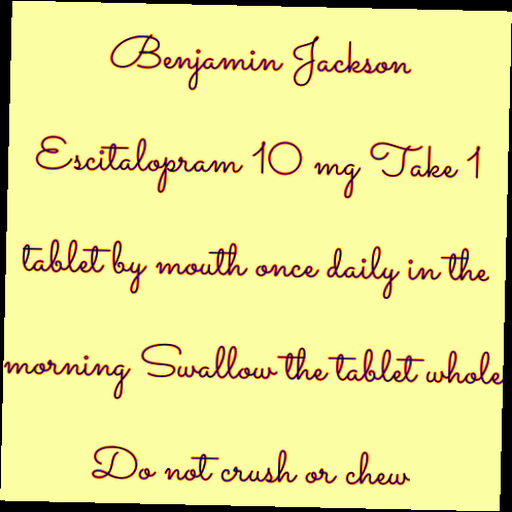 Benjamin Jackson
Escitalopram 10 mg Take 1
tablet by mouth once daily in the
morning Swallow the tablet whole
Do not crush or chew